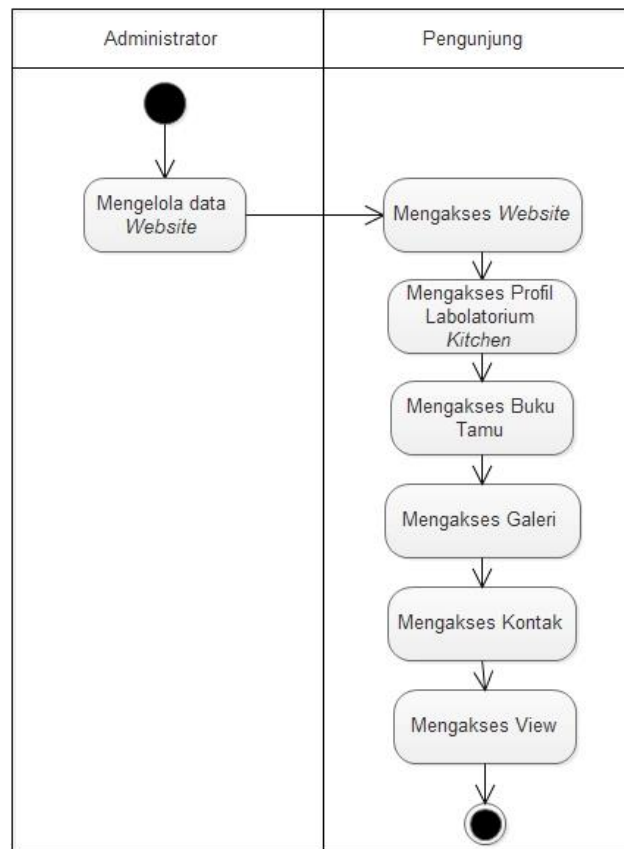 Administrator
Pengunjung
Mengelola data
Website
Mengakses Website
Mengakses Profil
Labolatorium
Kitchen
Mengakses Buku
Tamu
Mengakses Galeri
Mengakses Kontak
Mengakses View